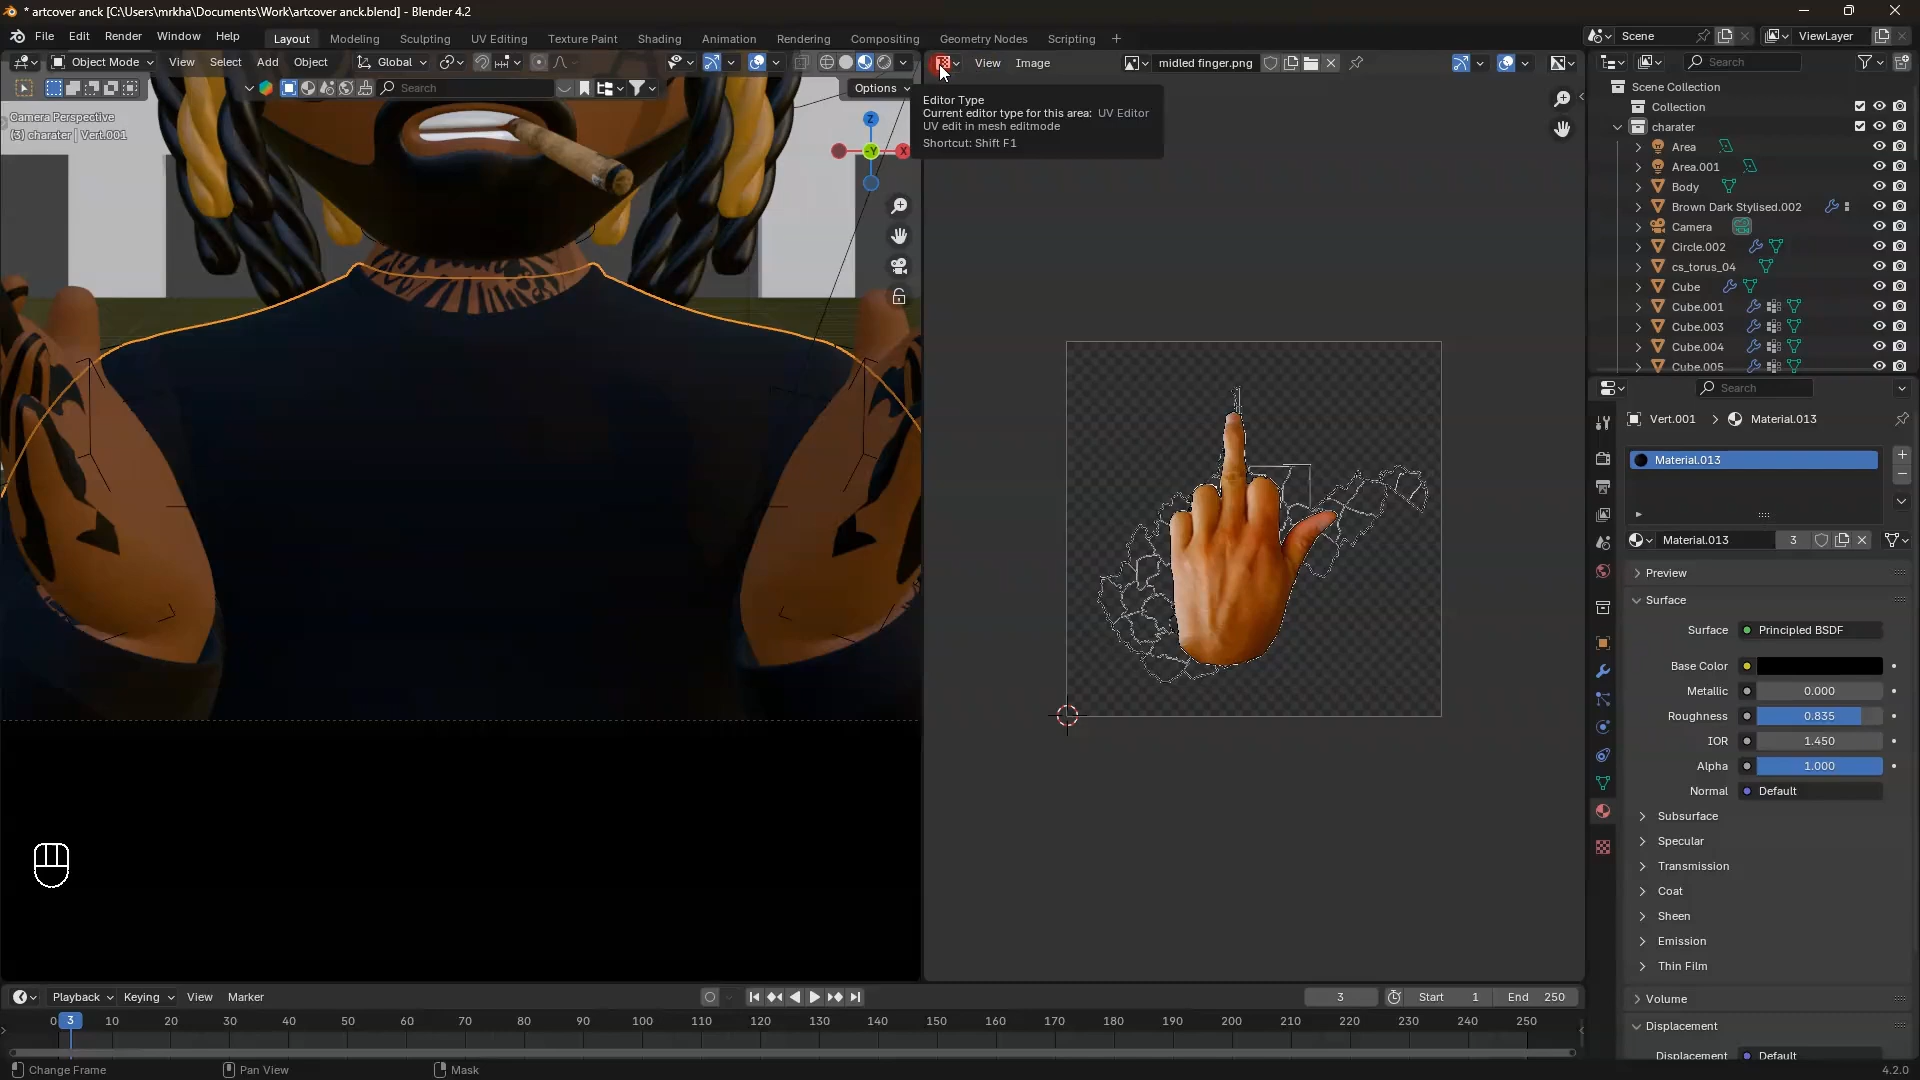 * artcover anck [C:\Users\mrkha\Documents\Work\artcover anck.blend] - Blender 4.2
File Edit Render Window Help Layout Modeling Sculpting UV Editing Texture Paint Shading Animation Rendering Compositing Geometry Nodes Scripting + Scene ViewLayer
Object Mode View Select Add Object Global View Image midled finger.png Search
Search Options
Editor Type
Current editor type for this area: UV Editor
UV edit in mesh editmode
Shortcut: Shift F1
Camera Perspective
(3) charater | Vert.001
Z
-Y X
Scene Collection
Collection
charater
Area
Area.001
Body
Brown Dark Stylised.002
Camera
Circle.002
cs_torus_04
Cube
Cube.001
Cube.003
Cube.004
Cube.005
Search
Vert.001 > Material.013
Material.013
Material.013 3
Preview
Surface
Surface Principled BSDF
Base Color
Metallic 0.000
Roughness 0.835
IOR 1.450
Alpha 1.000
Normal Default
Subsurface
Specular
Transmission
Coat
Sheen
Emission
Thin Film
Volume
Displacement
Displacement Default
Playback Keying View Marker 3 Start 1 End 250
0 3 10 20 30 40 50 60 70 80 90 100 110 120 130 140 150 160 170 180 190 200 210 220 230 240 250
Change Frame Pan View Mask 4.2.0